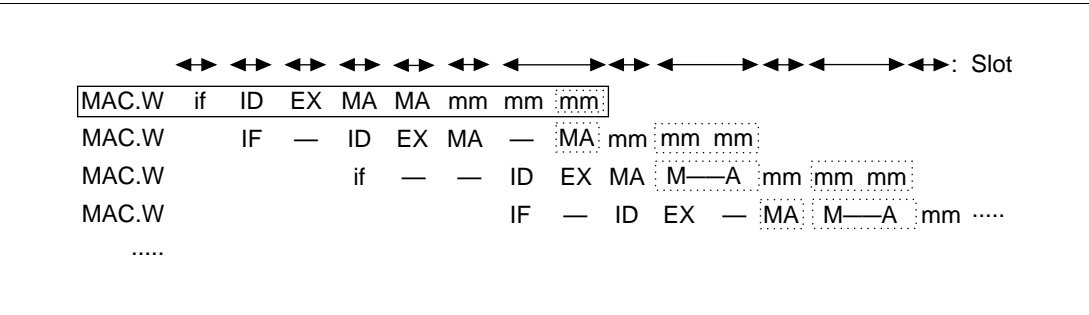 : Slot
MAC.W if ID EX MA MA mm mm mm
MAC.W IF — ID EX MA — MA mm mm mm
MAC.W if — — ID EX MA M——A mm mm mm
MAC.W IF — ID EX — MA M——A mm ·····
.....